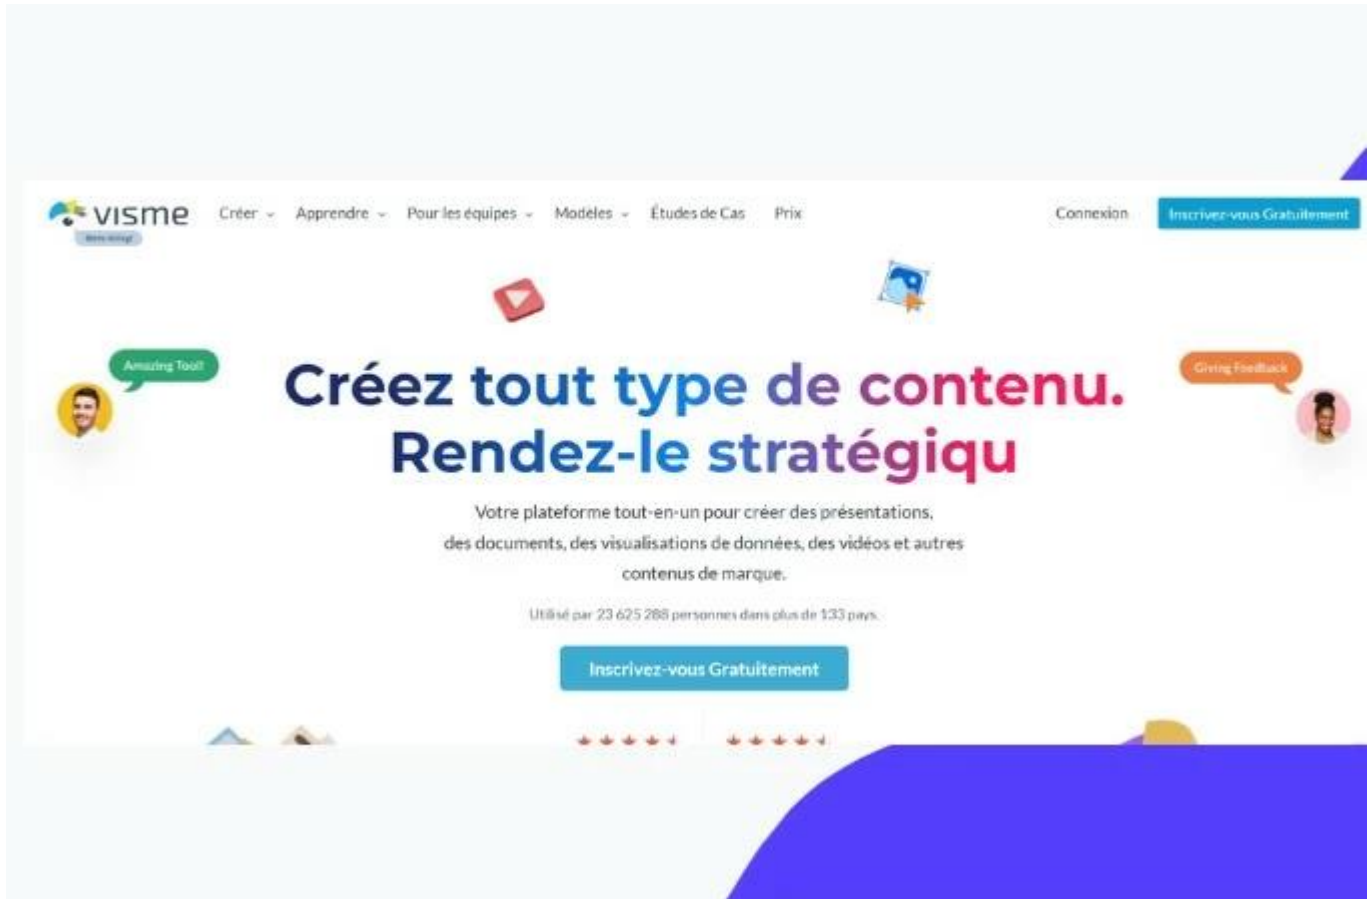 visme
Créer Apprendre Pour les équipes Modèles Études de Cas Prix Connexion Inscrivez-vous Gratuitement
Amazing Tool!
Giving Feedback
Créez tout type de contenu.
Rendez-le stratégiqu
Votre plateforme tout-en-un pour créer des présentations,
des documents, des visualisations de données, des vidéos et autres
contenus de marque.
Utilisé par 23 625 288 personnes dans plus de 133 pays.
Inscrivez-vous Gratuitement